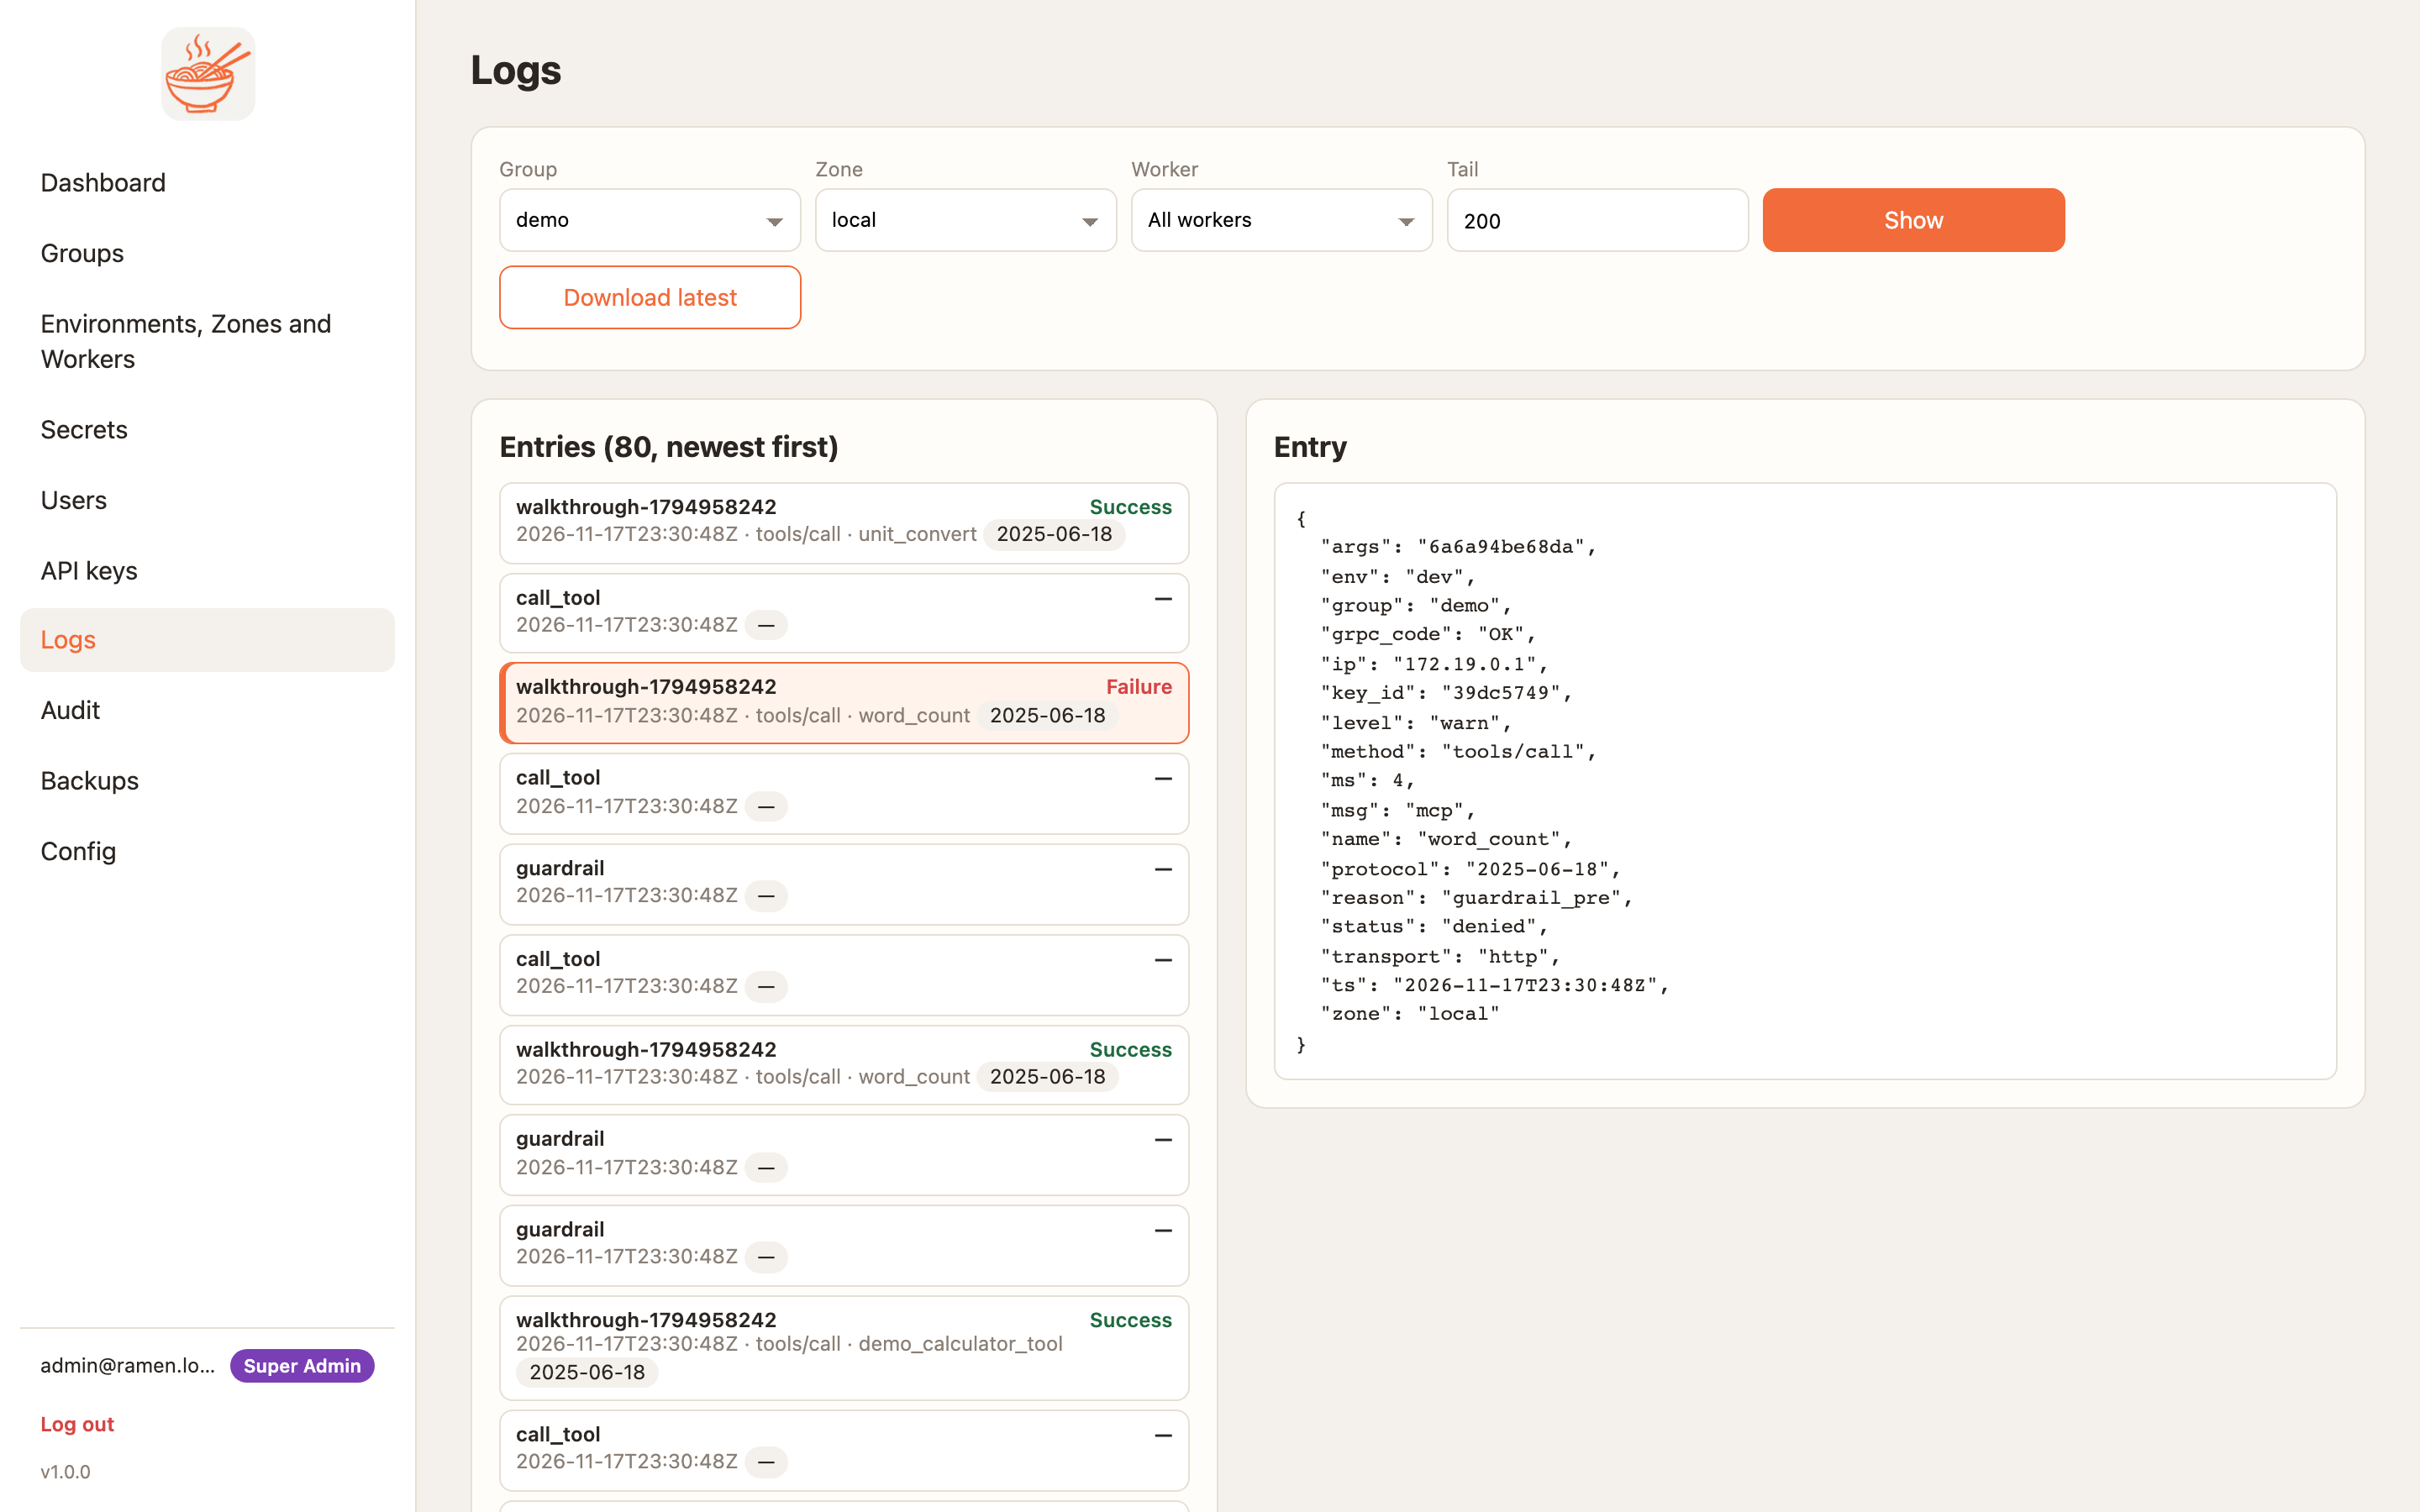 Dashboard
Groups
Environments, Zones and
Workers
Secrets
Users
API keys
Logs
Audit
Backups
Config
admin@ramen.lo...
Super Admin
Log out
v1.0.0
Logs
Group
Zone
Worker
Tail
demo
local
All workers
200
Show
Download latest
Entries (80, newest first)
walkthrough-1794958242
Success
2026-11-17T23:30:48Z · tools/call · unit_convert 2025-06-18
call_tool
—
2026-11-17T23:30:48Z —
walkthrough-1794958242
Failure
2026-11-17T23:30:48Z · tools/call · word_count 2025-06-18
call_tool
—
2026-11-17T23:30:48Z —
guardrail
—
2026-11-17T23:30:48Z —
call_tool
—
2026-11-17T23:30:48Z —
walkthrough-1794958242
Success
2026-11-17T23:30:48Z · tools/call · word_count 2025-06-18
guardrail
—
2026-11-17T23:30:48Z —
guardrail
—
2026-11-17T23:30:48Z —
walkthrough-1794958242
Success
2026-11-17T23:30:48Z · tools/call · demo_calculator_tool
2025-06-18
call_tool
—
2026-11-17T23:30:48Z —
Entry
{
"args": "6a6a94be68da",
"env": "dev",
"group": "demo",
"grpc_code": "OK",
"ip": "172.19.0.1",
"key_id": "39dc5749",
"level": "warn",
"method": "tools/call",
"ms": 4,
"msg": "mcp",
"name": "word_count",
"protocol": "2025-06-18",
"reason": "guardrail_pre",
"status": "denied",
"transport": "http",
"ts": "2026-11-17T23:30:48Z",
"zone": "local"
}